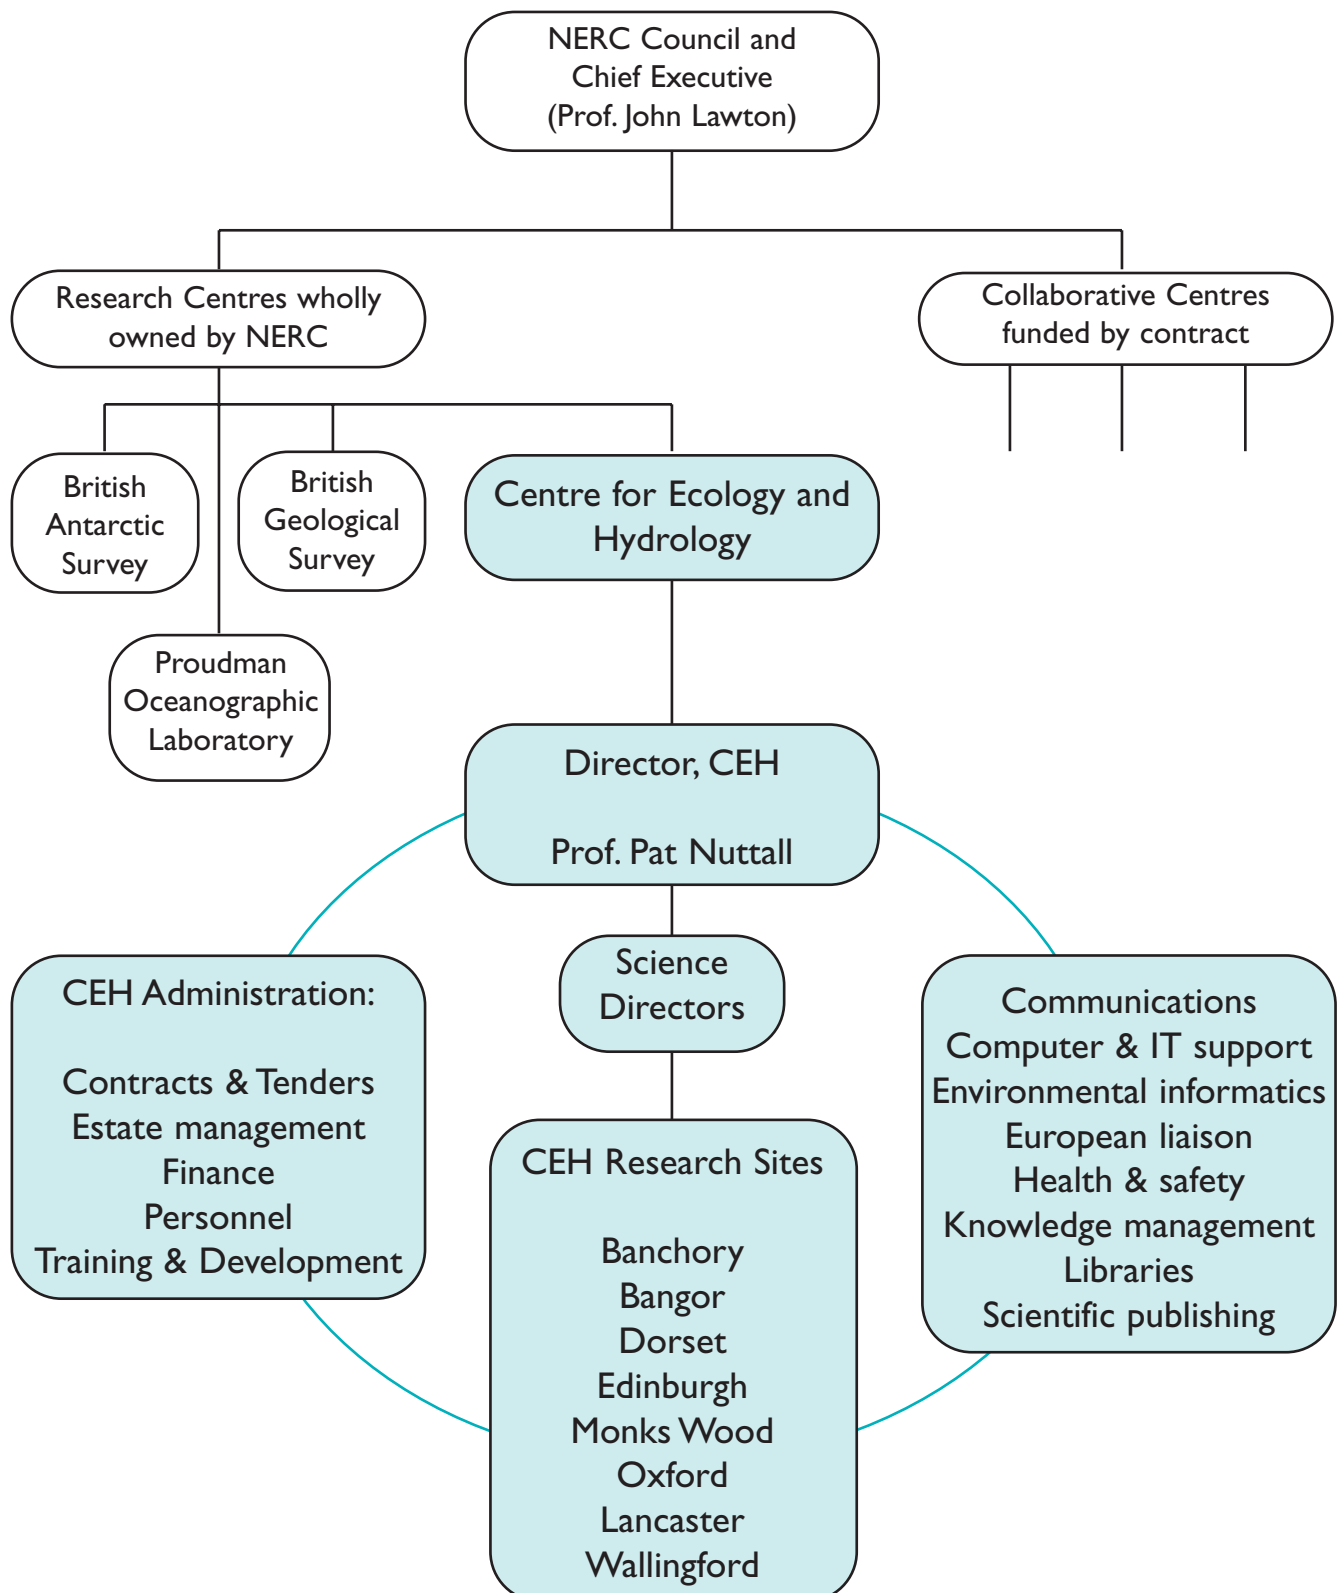 NERC Council and
Chief Executive
(Prof. John Lawton)
Research Centres wholly
owned by NERC
Collaborative Centres
funded by contract
British
Antarctic
Survey
British
Geological
Survey
Centre for Ecology and
Hydrology
Proudman
Oceanographic
Laboratory
Director, CEH
Prof. Pat Nuttall
Science
Directors
CEH Administration:
Contracts & Tenders
Estate management
Finance
Personnel
Training & Development
Communications
Computer & IT support
Environmental informatics
European liaison
Health & safety
Knowledge management
Libraries
Scientific publishing
CEH Research Sites
Banchory
Bangor
Dorset
Edinburgh
Monks Wood
Oxford
Lancaster
Wallingford